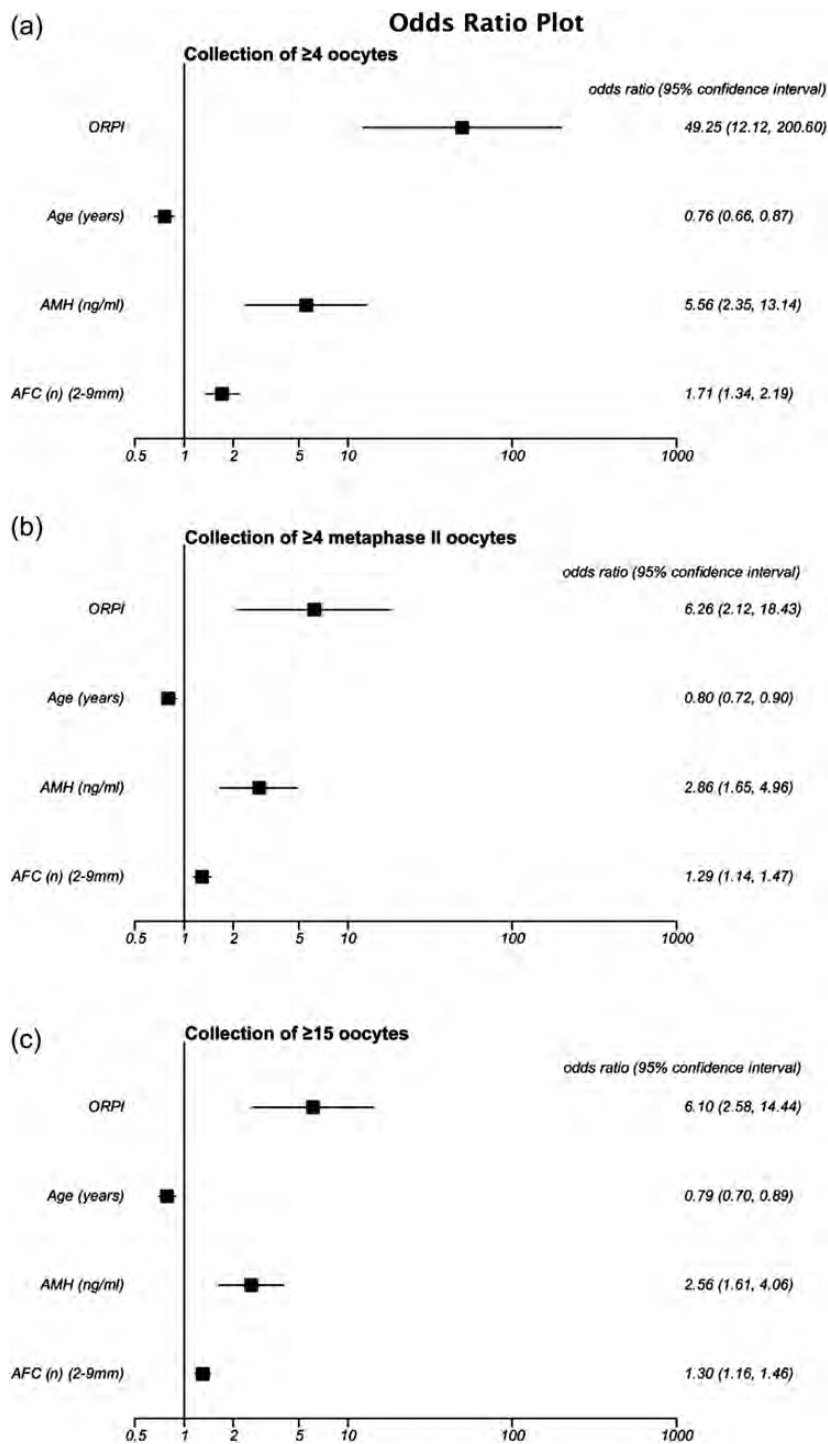 Odds Ratio Plot
(a)
Collection of ≥4 oocytes
odds ratio (95% confidence interval)
ORPI 49.25 (12.12, 200.60)
Age (years) 0.76 (0.66, 0.87)
AMH (ng/ml) 5.56 (2.35, 13.14)
AFC (n) (2-9mm) 1.71 (1.34, 2.19)
0.5 1 2 5 10 100 1000
(b)
Collection of ≥4 metaphase II oocytes
odds ratio (95% confidence interval)
ORPI 6.26 (2.12, 18.43)
Age (years) 0.80 (0.72, 0.90)
AMH (ng/ml) 2.86 (1.65, 4.96)
AFC (n) (2-9mm) 1.29 (1.14, 1.47)
0.5 1 2 5 10 100 1000
(c)
Collection of ≥15 oocytes
odds ratio (95% confidence interval)
ORPI 6.10 (2.58, 14.44)
Age (years) 0.79 (0.70, 0.89)
AMH (ng/ml) 2.56 (1.61, 4.06)
AFC (n) (2-9mm) 1.30 (1.16, 1.46)
0.5 1 2 5 10 100 1000